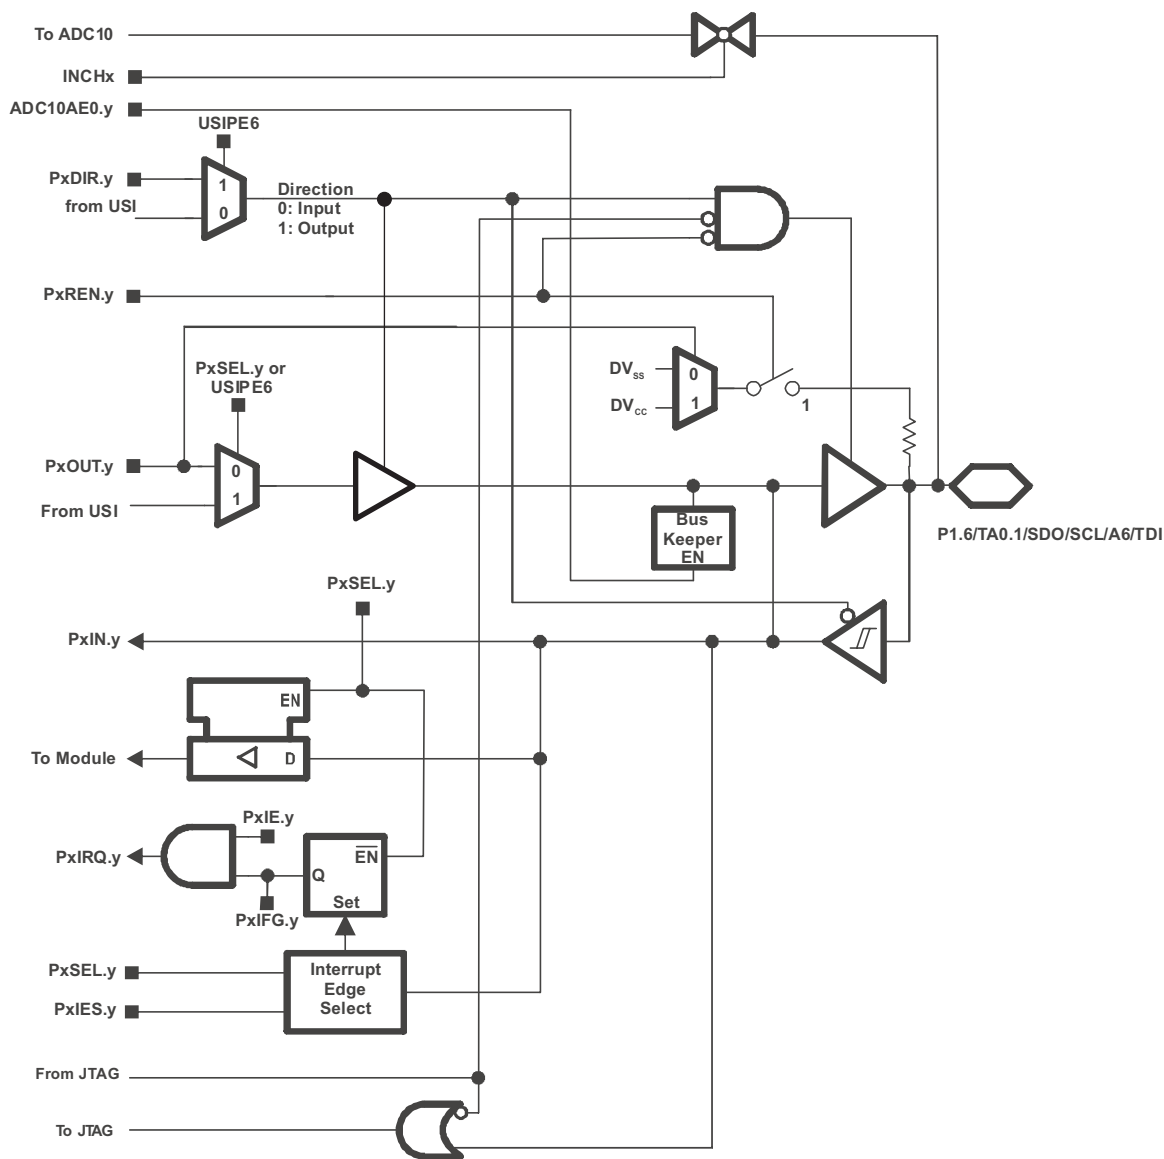 To ADC10
INCHx
ADC10AE0.y
USIPE6
PxDIR.y
1
from USI
0
Direction
0: Input
1: Output
PxREN.y
PxSEL.y or
USIPE6
DVSS
0
DVCC
1
1
PxOUT.y
0
From USI
1
Bus
Keeper
EN
P1.6/TA0.1/SDO/SCL/A6/TDI
PxSEL.y
PxIN.y
EN
To Module
D
PxIE.y
PxIRQ.y
EN
Q
Set
PxIFG.y
PxSEL.y
PxIES.y
Interrupt
Edge
Select
From JTAG
To JTAG